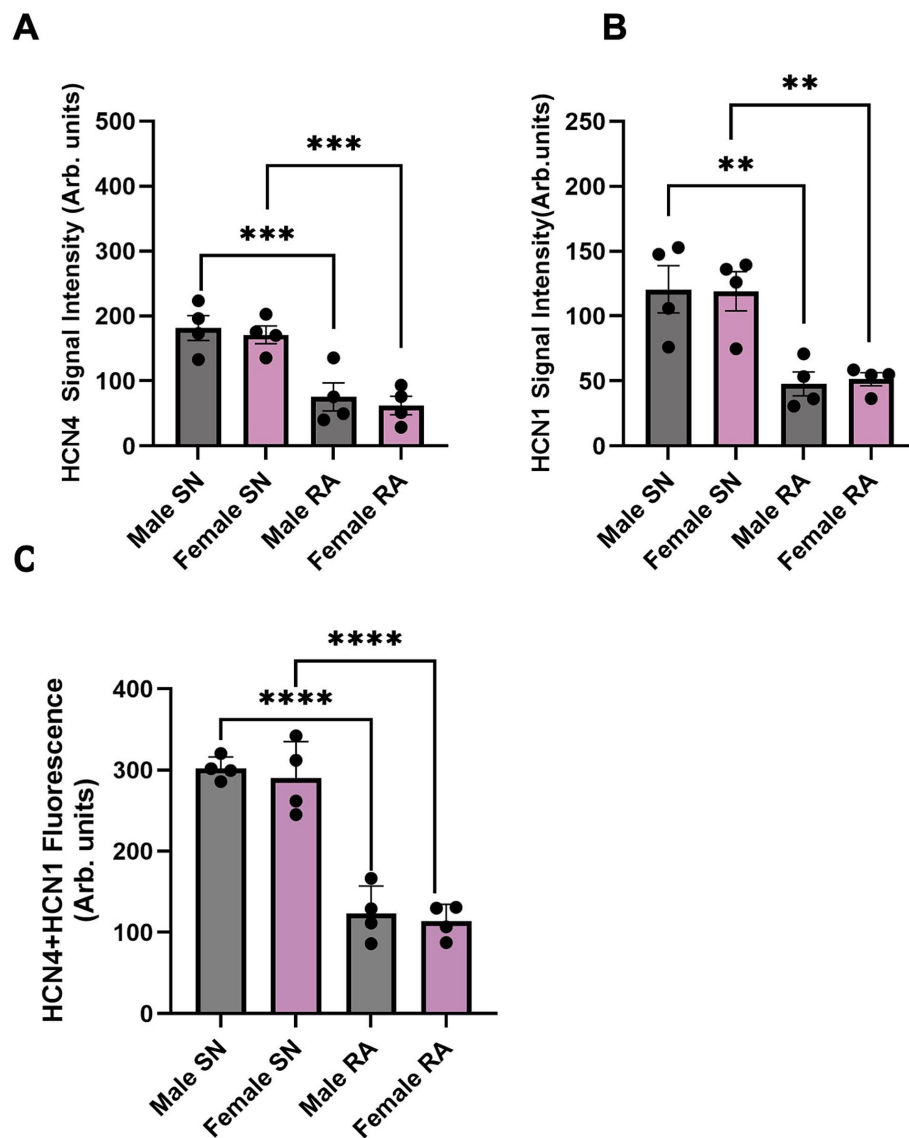 A
HCN4  Signal Intensity (Arb. units)
500
400
300
200
100
0
***
***
Male SN
Female SN
Male RA
Female RA
B
HCN1 Signal Intensity(Arb.units)
250
200
150
100
50
0
**
**
Male SN
Female SN
Male RA
Female RA
C
HCN4+HCN1 Fluorescence
(Arb. units)
400
300
200
100
0
****
****
Male SN
Female SN
Male RA
Female RA